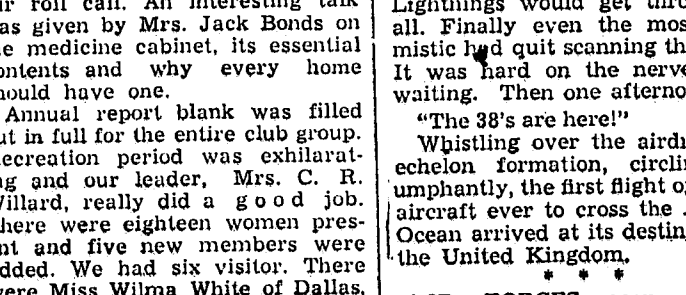 ur roll call. An interesting talk
as given by Mrs. Jack Bonds on
e medicine cabinet, its essential
ontents and why every home
hould have one.
Annual report blank was filled
ut in full for the entire club group.
ecreation period was exhilarat-
ng and our leader, Mrs. C. R.
Willard, really did a good job.
here were eighteen women pres-
nt and five new members were
dded. We had six visitor. There
were Miss Wilma White of Dallas,
Lightnings would get thr
all. Finally even the mos
mistic had quit scanning th
It was hard on the nerve
waiting. Then one afterno
"The 38's are here!"
Whistling over the airdr
echelon formation, circli
umphantly, the first flight o
aircraft ever to cross the
Ocean arrived at its destin
the United Kingdom.
* * *